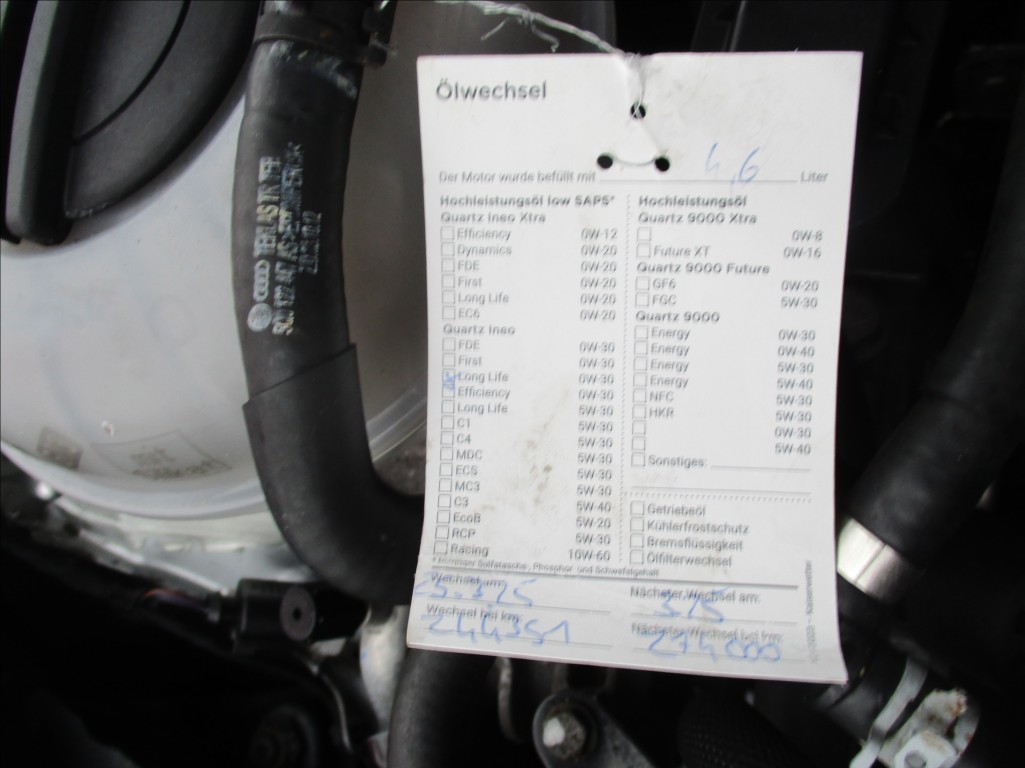 Ölwechsel
Der Motor wurde befüllt mit 4,6 Liter
Hochleistungsöl low SAPS*
Quartz Ineo Xtra
Efficiency 0W-12
Dynamics 0W-20
FDE 0W-20
First 0W-20
Long Life 0W-20
EC6 0W-20
Quartz Ineo
FDE 0W-30
First 0W-30
Long Life 0W-30
Efficiency 0W-30
Long Life 5W-30
C1 5W-30
C4 5W-30
MDC 5W-30
ECS 5W-30
MC3 5W-30
C3 5W-40
EcoB 5W-20
RCP 5W-30
Racing 10W-60
Hochleistungsöl
Quartz 9000 Xtra
0W-8
Future XT 0W-16
Quartz 9000 Future
GF6 0W-20
FGC 5W-30
Quartz 9000
Energy 0W-30
Energy 0W-40
Energy 5W-30
Energy 5W-40
NFC 5W-30
HKR 5W-30
0W-30
5W-40
Sonstiges:
Getriebeöl
Kühlerfrostschutz
Bremsflüssigkeit
Ölfilterwechsel
Sulfatasche-, Phosphor- und Schwefelgehalt
Wechsel am:
Nächster Wechsel am:
Wechsel bei km: 244351
Nächster Wechsel bei km: 274000